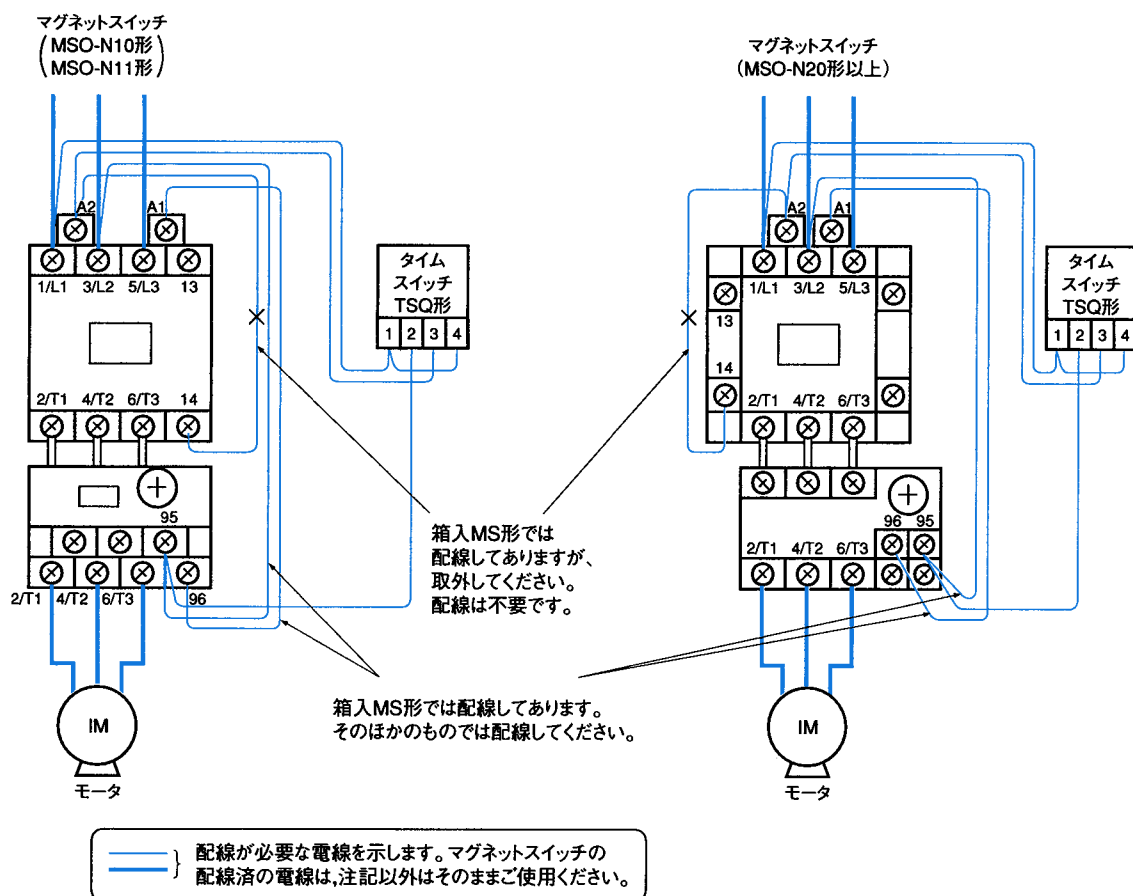 マグネットスイッチ
(MSO-N10形
MSO-N11形)
A2
A1
1/L1 3/L2 5/L3 13
2/T1 4/T2 6/T3 14
95
2/T1 4/T2 6/T3 96
IM
モータ
タイム
スイッチ
TSQ形
1 2 3 4
マグネットスイッチ
(MSO-N20形以上)
A2
A1
1/L1 3/L2 5/L3
13
14
2/T1 4/T2 6/T3
96 95
2/T1 4/T2 6/T3
IM
モータ
タイム
スイッチ
TSQ形
1 2 3 4
箱入MS形では
配線してありますが、
取外してください。
配線は不要です。
箱入MS形では配線してあります。
そのほかのものでは配線してください。
配線が必要な電線を示します。マグネットスイッチの
配線済の電線は,注記以外はそのままご使用ください。